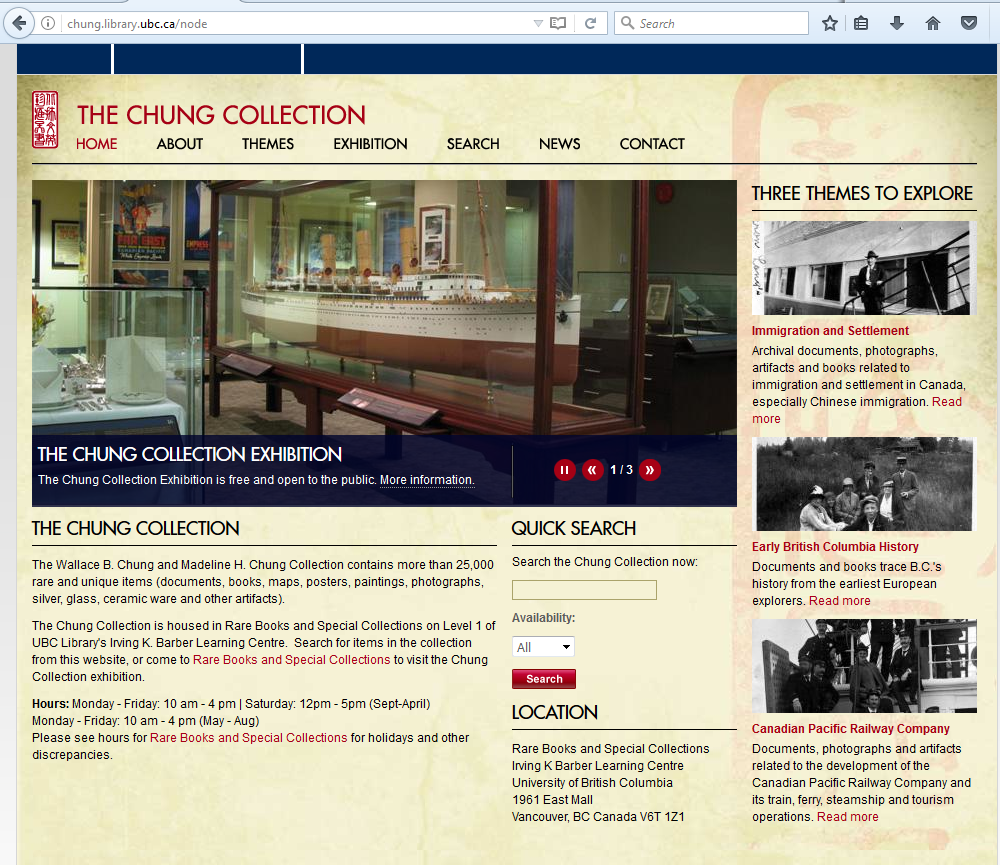 chung.library.ubc.ca/node
Search
THE CHUNG COLLECTION
HOME ABOUT THEMES EXHIBITION SEARCH NEWS CONTACT
FAR EAST
THE CHUNG COLLECTION EXHIBITION
The Chung Collection Exhibition is free and open to the public. More information.
1 / 3
THE CHUNG COLLECTION
The Wallace B. Chung and Madeline H. Chung Collection contains more than 25,000
rare and unique items (documents, books, maps, posters, paintings, photographs,
silver, glass, ceramic ware and other artifacts).
The Chung Collection is housed in Rare Books and Special Collections on Level 1 of
UBC Library's Irving K. Barber Learning Centre. Search for items in the collection
from this website, or come to Rare Books and Special Collections to visit the Chung
Collection exhibition.
Hours: Monday - Friday: 10 am - 4 pm | Saturday: 12pm - 5pm (Sept-April)
Monday - Friday: 10 am - 4 pm (May - Aug)
Please see hours for Rare Books and Special Collections for holidays and other
discrepancies.
QUICK SEARCH
Search the Chung Collection now:
Availability:
All
Search
LOCATION
Rare Books and Special Collections
Irving K Barber Learning Centre
University of British Columbia
1961 East Mall
Vancouver, BC Canada V6T 1Z1
THREE THEMES TO EXPLORE
Immigration and Settlement
Archival documents, photographs,
artifacts and books related to
immigration and settlement in Canada,
especially Chinese immigration. Read
more
Early British Columbia History
Documents and books trace B.C.'s
history from the earliest European
explorers. Read more
Canadian Pacific Railway Company
Documents, photographs and artifacts
related to the development of the
Canadian Pacific Railway Company and
its train, ferry, steamship and tourism
operations. Read more